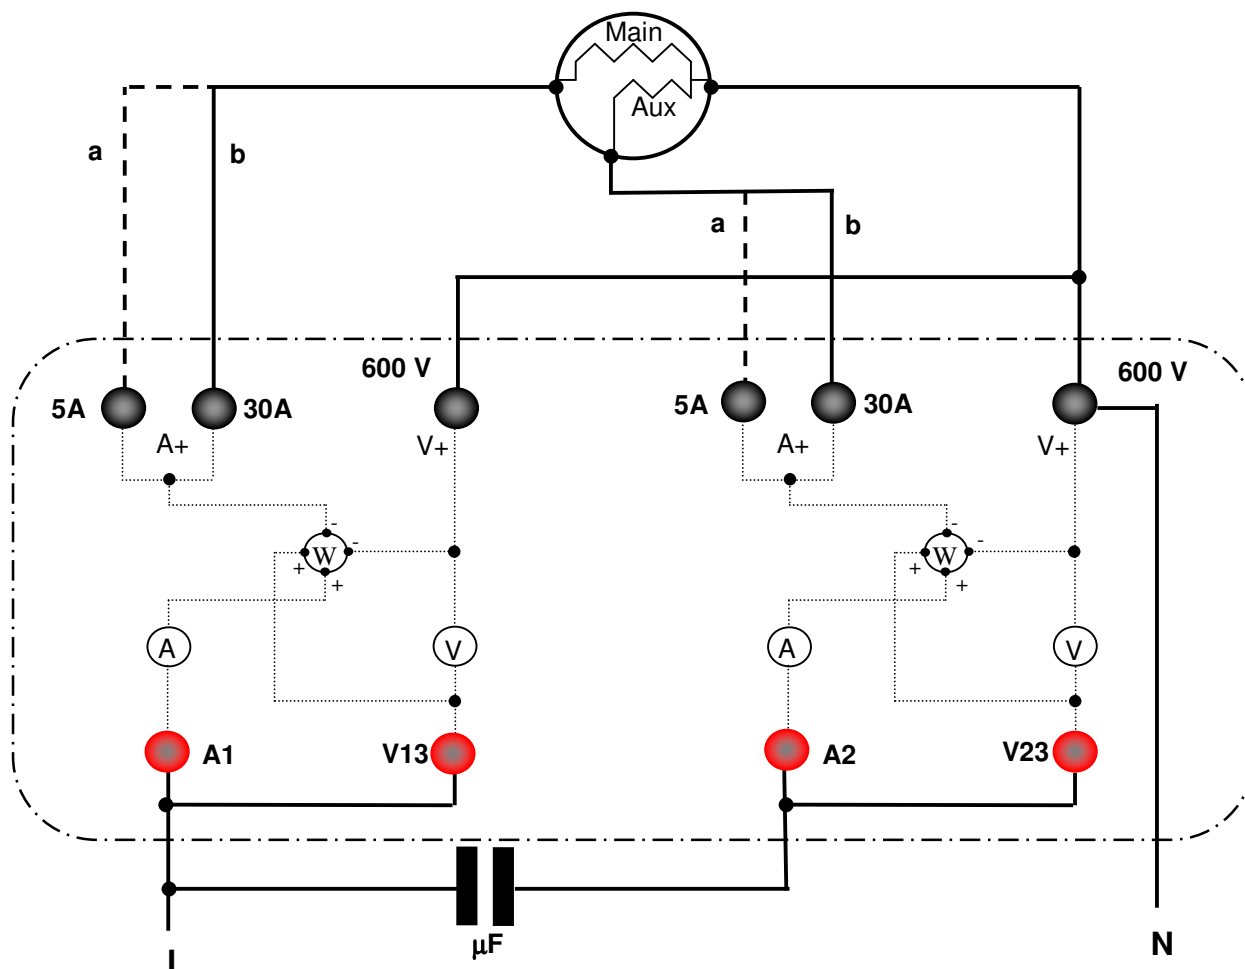 Main
Aux
a
b
a
b
600 V
600 V
5A
30A
5A
30A
A+
V+
A+
V+
-
-
W
+
+
-
-
W
+
+
A
V
A
V
A1
V13
A2
V23
µF
N